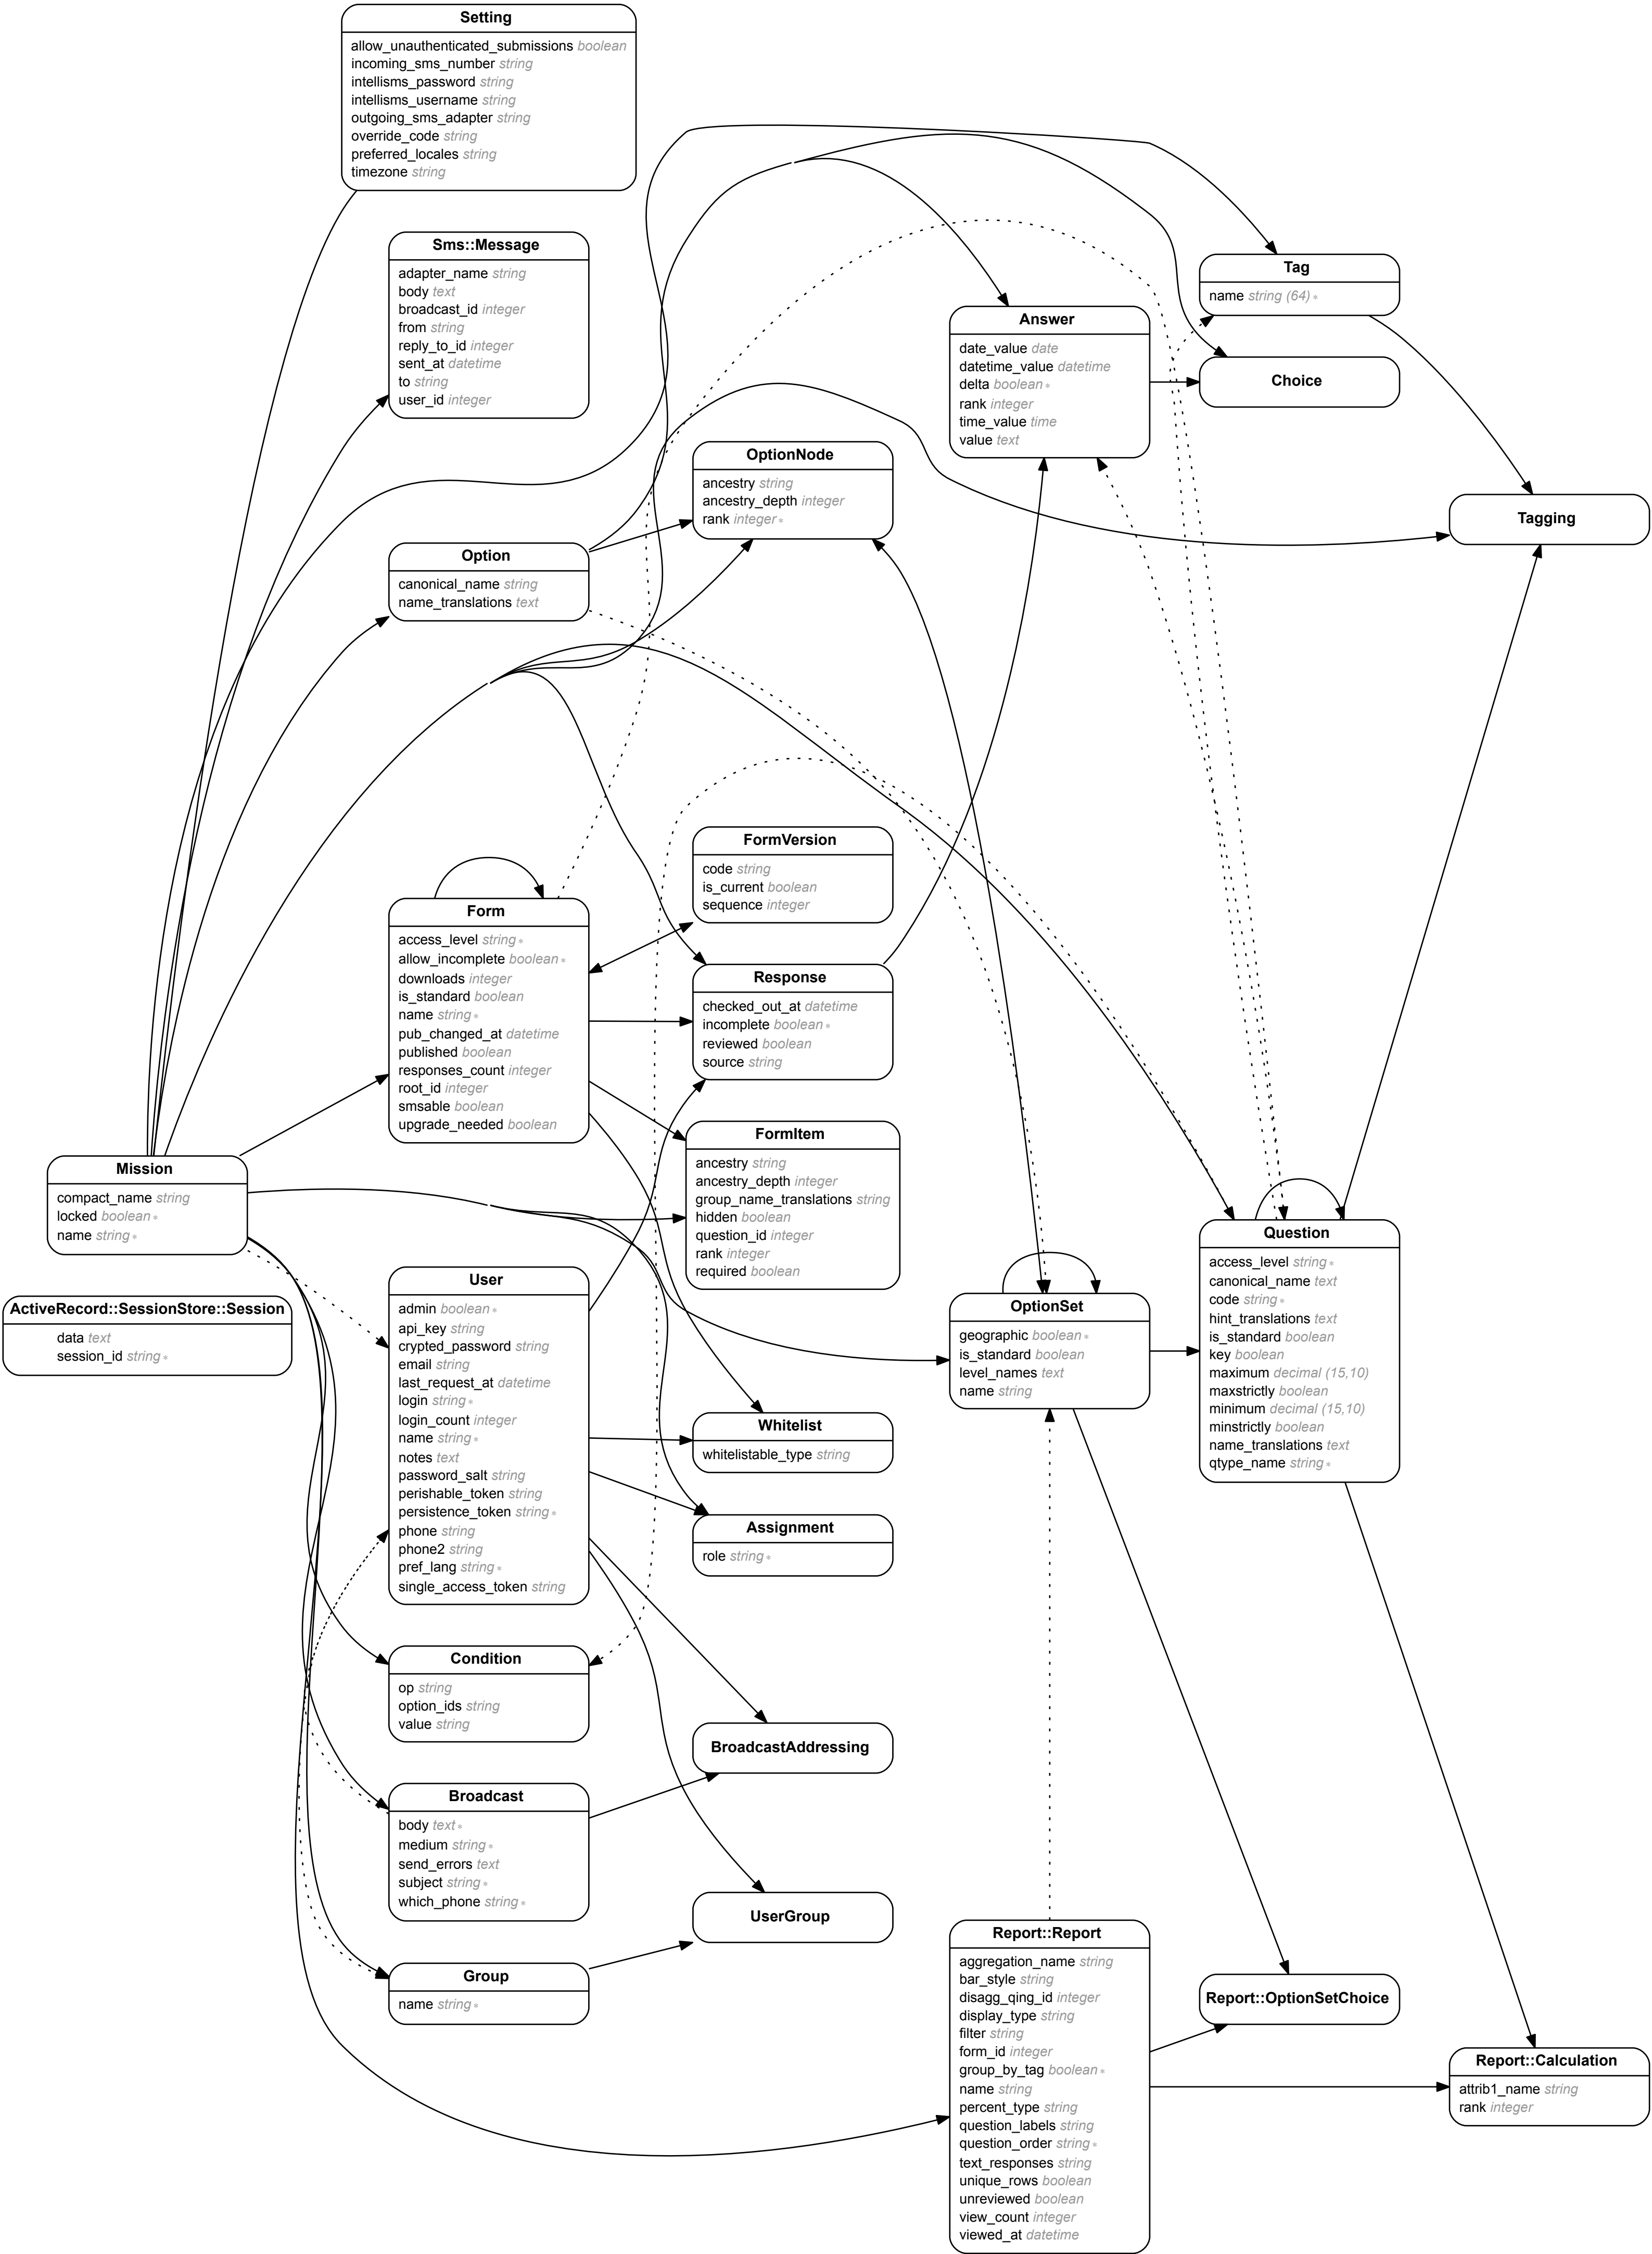 Setting
allow_unauthenticated_submissions boolean
incoming_sms_number string
intellisms_password string
intellisms_username string
outgoing_sms_adapter string
override_code string
preferred_locales string
timezone string
Sms::Message
adapter_name string
body text
broadcast_id integer
from string
reply_to_id integer
sent_at datetime
to string
user_id integer
Tag
name string (64) *
Answer
date_value date
datetime_value datetime
delta boolean *
rank integer
time_value time
value text
Choice
OptionNode
ancestry string
ancestry_depth integer
rank integer *
Tagging
Option
canonical_name string
name_translations text
FormVersion
code string
is_current boolean
sequence integer
Form
access_level string *
allow_incomplete boolean *
downloads integer
is_standard boolean
name string *
pub_changed_at datetime
published boolean
responses_count integer
root_id integer
smsable boolean
upgrade_needed boolean
Response
checked_out_at datetime
incomplete boolean *
reviewed boolean
source string
FormItem
ancestry string
ancestry_depth integer
group_name_translations string
hidden boolean
question_id integer
rank integer
required boolean
Mission
compact_name string
locked boolean *
name string *
ActiveRecord::SessionStore::Session
data text
session_id string *
User
admin boolean *
api_key string
crypted_password string
email string
last_request_at datetime
login string *
login_count integer
name string *
notes text
password_salt string
perishable_token string
persistence_token string *
phone string
phone2 string
pref_lang string *
single_access_token string
OptionSet
geographic boolean *
is_standard boolean
level_names text
name string
Question
access_level string *
canonical_name text
code string *
hint_translations text
is_standard boolean
key boolean
maximum decimal (15,10)
maxstrictly boolean
minimum decimal (15,10)
minstrictly boolean
name_translations text
qtype_name string *
Whitelist
whitelistable_type string
Assignment
role string *
Condition
op string
option_ids string
value string
BroadcastAddressing
Broadcast
body text *
medium string *
send_errors text
subject string *
which_phone string *
UserGroup
Group
name string *
Report::Report
aggregation_name string
bar_style string
disagg_qing_id integer
display_type string
filter string
form_id integer
group_by_tag boolean *
name string
percent_type string
question_labels string
question_order string *
text_responses string
unique_rows boolean
unreviewed boolean
view_count integer
viewed_at datetime
Report::OptionSetChoice
Report::Calculation
attrib1_name string
rank integer